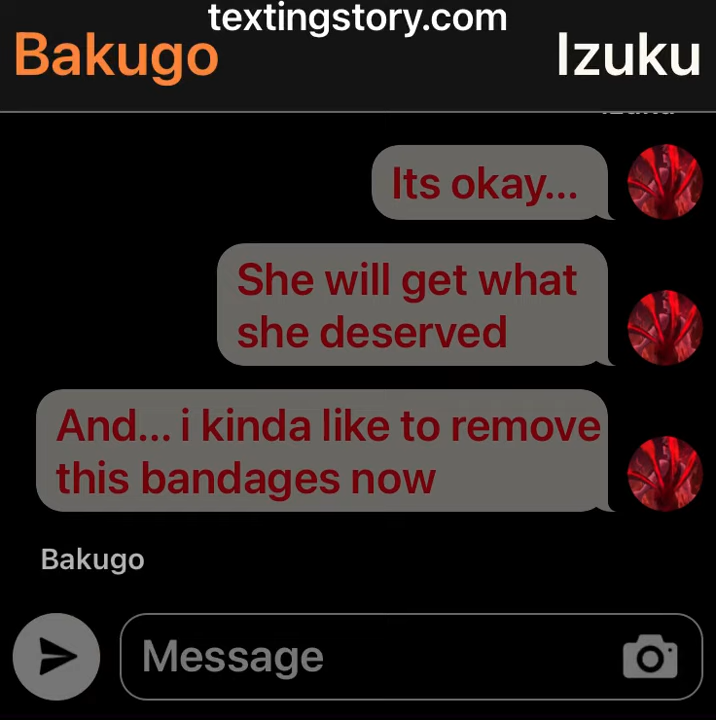 textingstory.com
Bakugo
Izuku
Its okay...
She will get what
she deserved
And... i kinda like to remove
this bandages now
Bakugo
Message